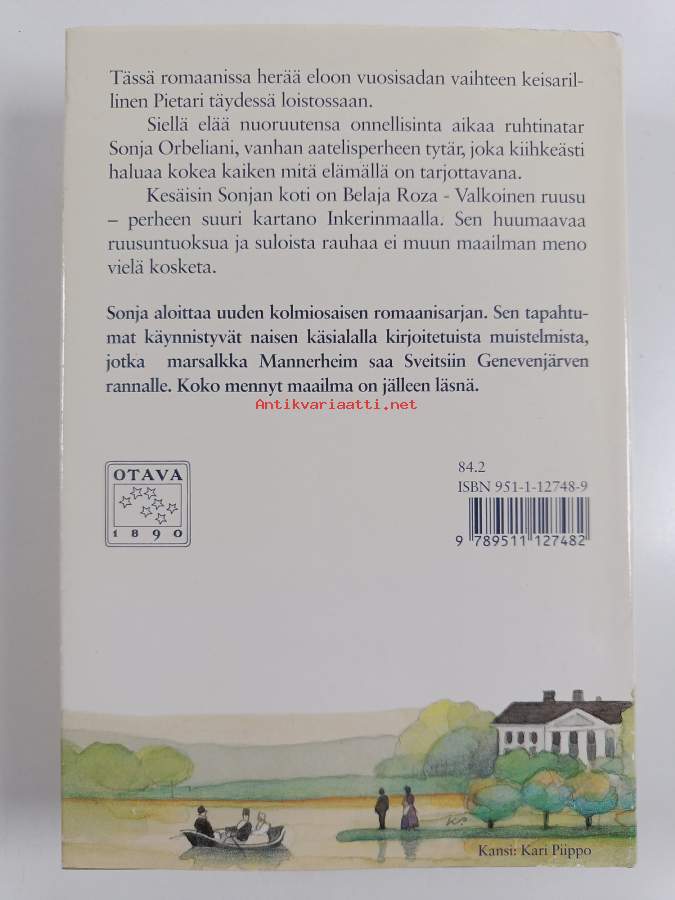 Tässä romaanissa herää eloon vuosisadan vaihteen keisaril-
linen Pietari täydessä loistossaan.
Siellä elää nuoruutensa onnellisinta aikaa ruhtinatar
Sonja Orbeliani, vanhan aatelisperheen tytär, joka kiihkeästi
haluaa kokea kaiken mitä elämällä on tarjottavana.
Kesäisin Sonjan koti on Belaja Roza - Valkoinen ruusu
– perheen suuri kartano Inkerinmaalla. Sen huumaavaa
ruusuntuoksua ja suloista rauhaa ei muun maailman meno
vielä kosketa.
Sonja aloittaa uuden kolmiosaisen romaanisarjan. Sen tapahtu-
mat käynnistyvät naisen käsialalla kirjoitetuista muistelmista,
jotka marsalkka Mannerheim saa Sveitsiin Genevenjärven
rannalle. Koko mennyt maailma on jälleen läsnä.
Antikvariaatti.net
OTAVA
1890
84.2
ISBN 951-1-12748-9
9 789511 127482
Kansi: Kari Piippo